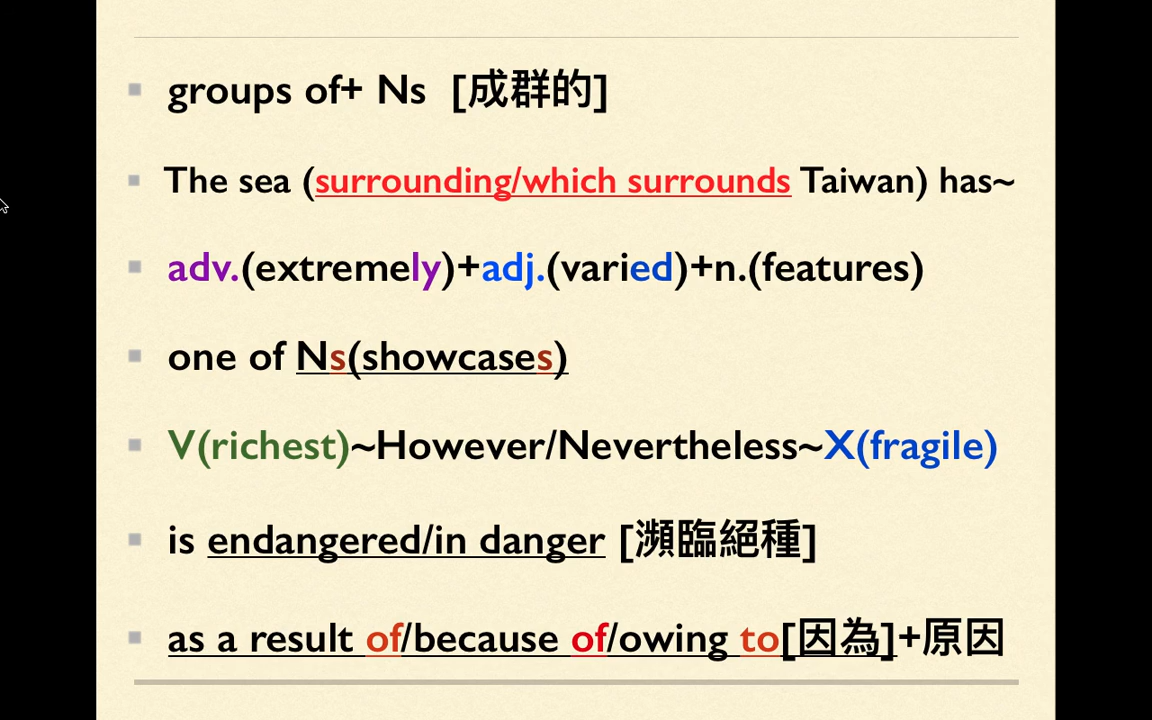 groups of+ Ns [成群的]
The sea (surrounding/which surrounds Taiwan) has~
adv.(extremely)+adj.(varied)+n.(features)
one of Ns(showcases)
V(richest)~However/Nevertheless~X(fragile)
is endangered/in danger [瀕臨絕種]
as a result of/because of/owing to[因為]+原因